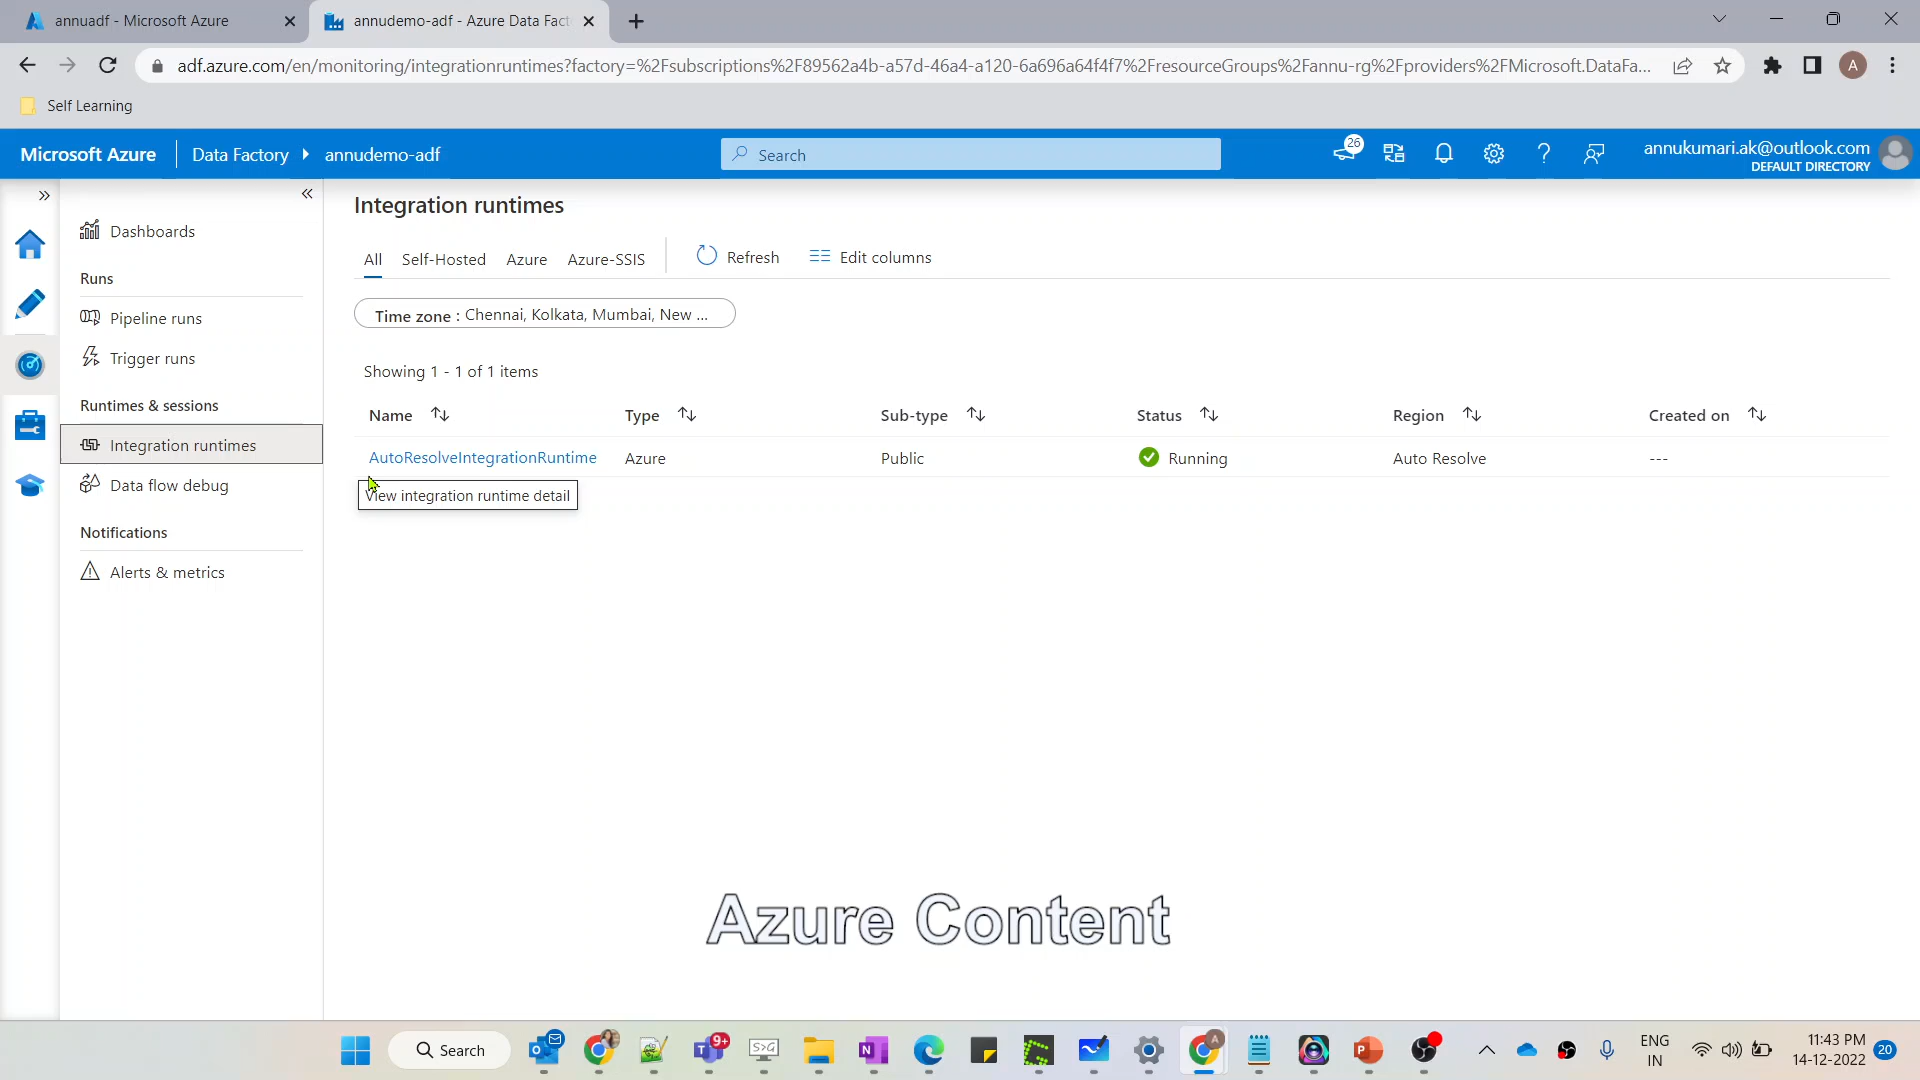 annuadf - Microsoft Azure
annudemo-adf - Azure Data Fact
adf.azure.com/en/monitoring/integrationruntimes?factory=%2Fsubscriptions%2F89562a4b-a57d-46a4-a120-6a696a64f4f7%2FresourceGroups%2Fannu-rg%2Fproviders%2FMicrosoft.DataFa...
A
Self Learning
Microsoft Azure
Data Factory
annudemo-adf
Search
26
annukumari.ak@outlook.com
DEFAULT DIRECTORY
Dashboards
Runs
Pipeline runs
Trigger runs
Runtimes & sessions
Integration runtimes
Data flow debug
Notifications
Alerts & metrics
Integration runtimes
All Self-Hosted Azure Azure-SSIS Refresh Edit columns
Time zone : Chennai, Kolkata, Mumbai, New ...
Showing 1 - 1 of 1 items
Name Type Sub-type Status Region Created on
AutoResolveIntegrationRuntime Azure Public Running Auto Resolve ---
View integration runtime detail
Azure Content
Search
9+
ENG
IN
11:43 PM
14-12-2022
20